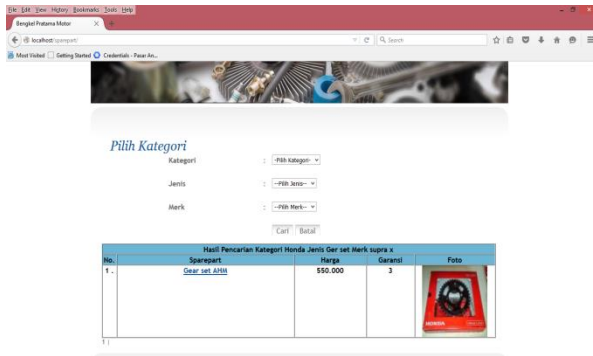 File Edit View History Bookmarks Tools Help
Bengkel Pratama Motor
localhost/sparepart/
Search
Most Visited Getting Started Credentials - Pasar An...
Pilih Kategori
Kategori : -Pilih Kategori-
Jenis : --Pilih Jenis--
Merk : --Pilih Merk--
Cari Batal
Hasil Pencarian Kategori Honda Jenis Ger set Merk supra x
No. Sparepart Harga Garansi Foto
1 . Gear set AHM 550.000 3
HONDA
1 |